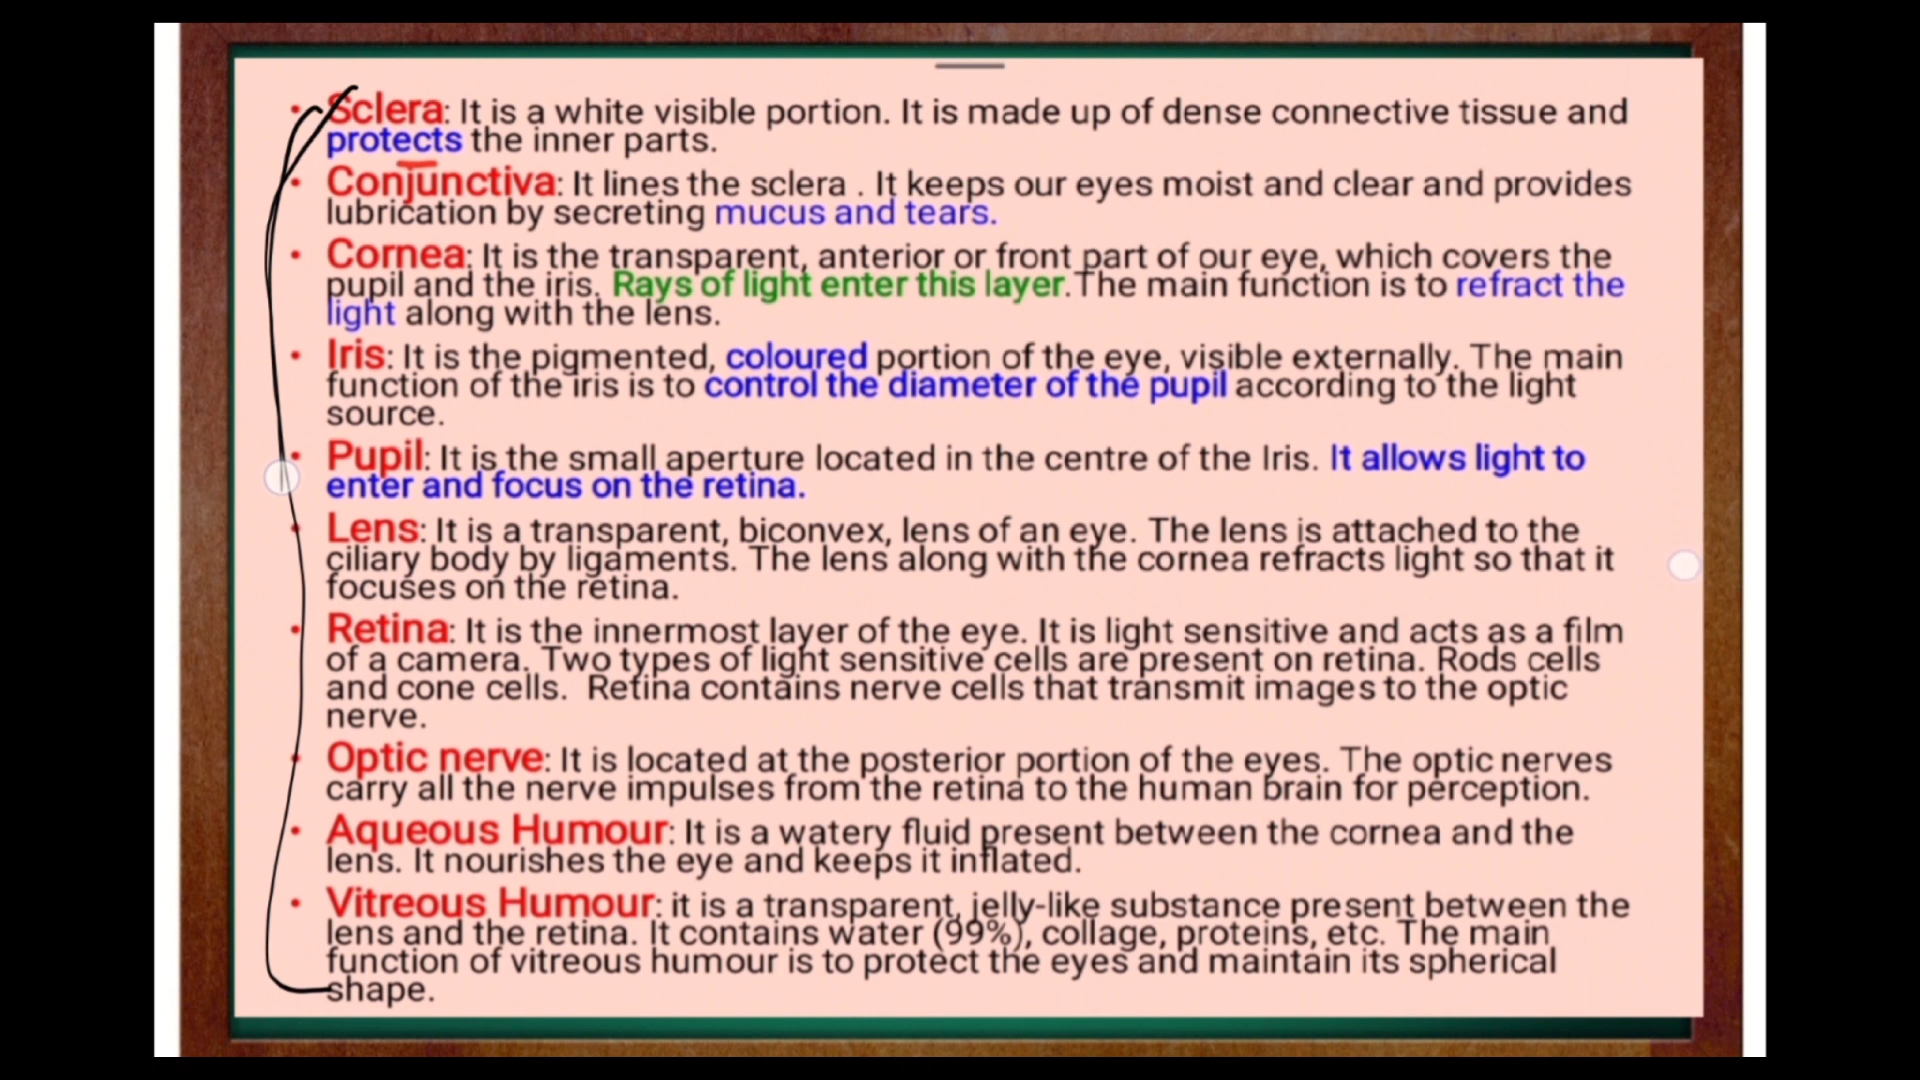 • Sclera: It is a white visible portion. It is made up of dense connective tissue and
protects the inner parts.
• Conjunctiva: It lines the sclera . It keeps our eyes moist and clear and provides
lubrication by secreting mucus and tears.
• Cornea: It is the transparent, anterior or front part of our eye, which covers the
pupil and the iris. Rays of light enter this layer.The main function is to refract the
light along with the lens.
• Iris: It is the pigmented, coloured portion of the eye, visible externally. The main
function of the iris is to control the diameter of the pupil according to the light
source.
• Pupil: It is the small aperture located in the centre of the Iris. It allows light to
enter and focus on the retina.
• Lens: It is a transparent, biconvex, lens of an eye. The lens is attached to the
ciliary body by ligaments. The lens along with the cornea refracts light so that it
focuses on the retina.
• Retina: It is the innermost layer of the eye. It is light sensitive and acts as a film
of a camera. Two types of light sensitive cells are present on retina. Rods cells
and cone cells. Retina contains nerve cells that transmit images to the optic
nerve.
• Optic nerve: It is located at the posterior portion of the eyes. The optic nerves
carry all the nerve impulses from the retina to the human brain for perception.
• Aqueous Humour: It is a watery fluid present between the cornea and the
lens. It nourishes the eye and keeps it inflated.
• Vitreous Humour: it is a transparent, jelly-like substance present between the
lens and the retina. It contains water (99%), collage, proteins, etc. The main
function of vitreous humour is to protect the eyes and maintain its spherical
shape.